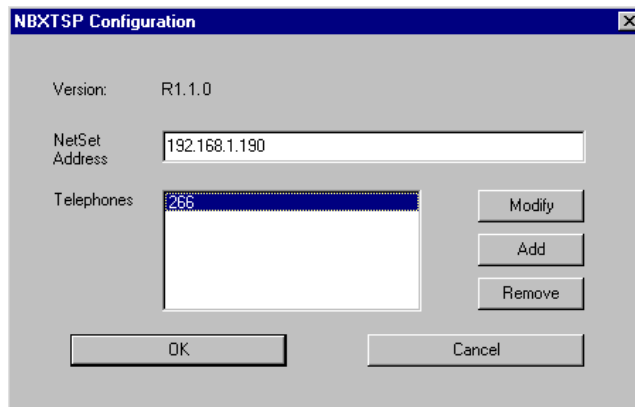 NBXTSP Configuration
Version: R1.1.0
NetSet
Address
192.168.1.190
Telephones
266
Modify
Add
Remove
OK
Cancel